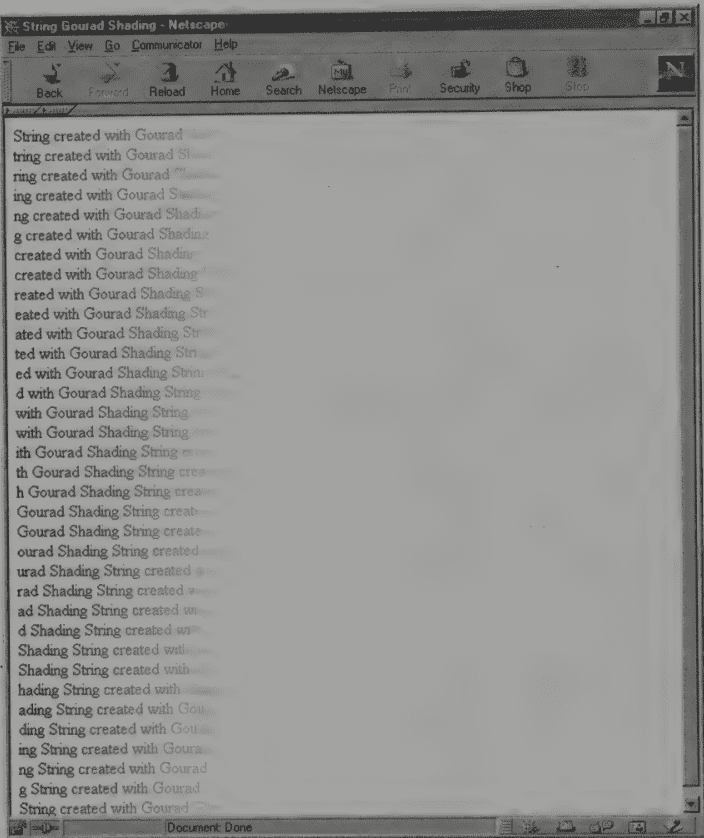 String Gourad Shading - Netscape
File Edit View Go Communicator Help
Back Forward Reload Home Search Netscape Print Security Shop Stop
String created with Gourad
tring created with Gourad
ring created with Gourad
ing created with Gourad
ng created with Gourad Shadi
g created with Gourad Shading
created with Gourad Shading
created with Gourad Shading
reated with Gourad Shading S
eated with Gourad Shading Str
ated with Gourad Shading Str
ted with Gourad Shading Stri
ed with Gourad Shading String
d with Gourad Shading String
with Gourad Shading String
with Gourad Shading String
ith Gourad Shading String
th Gourad Shading String crea
h Gourad Shading String crea
Gourad Shading String creat
Gourad Shading String create
ourad Shading String created
urad Shading String created
rad Shading String created
ad Shading String created
d Shading String created
Shading String created with
Shading String created with
hading String created with
ading String created with Gou
ding String created with Gou
ing String created with Goura
ng String created with Gourad
g String created with Gourad
String created with Gourad
Document: Done